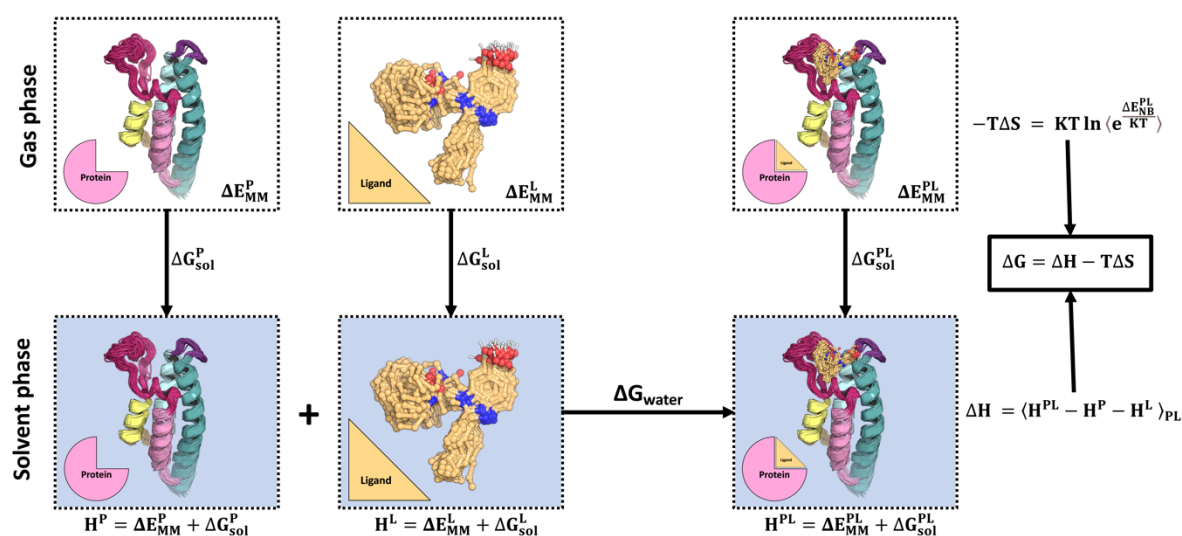 Gas phase
Protein
ΔE^P_MM
Ligand
ΔE^L_MM
Ligand
Protein
ΔE^PL_MM
−TΔS = KT ln ⟨e^(ΔE^PL_NB/KT)⟩
ΔG^P_sol
ΔG^L_sol
ΔG^PL_sol
ΔG = ΔH − TΔS
Solvent phase
Protein
+
Ligand
ΔG_water
Ligand
Protein
ΔH = ⟨H^PL − H^P − H^L⟩_PL
H^P = ΔE^P_MM + ΔG^P_sol
H^L = ΔE^L_MM + ΔG^L_sol
H^PL = ΔE^PL_MM + ΔG^PL_sol